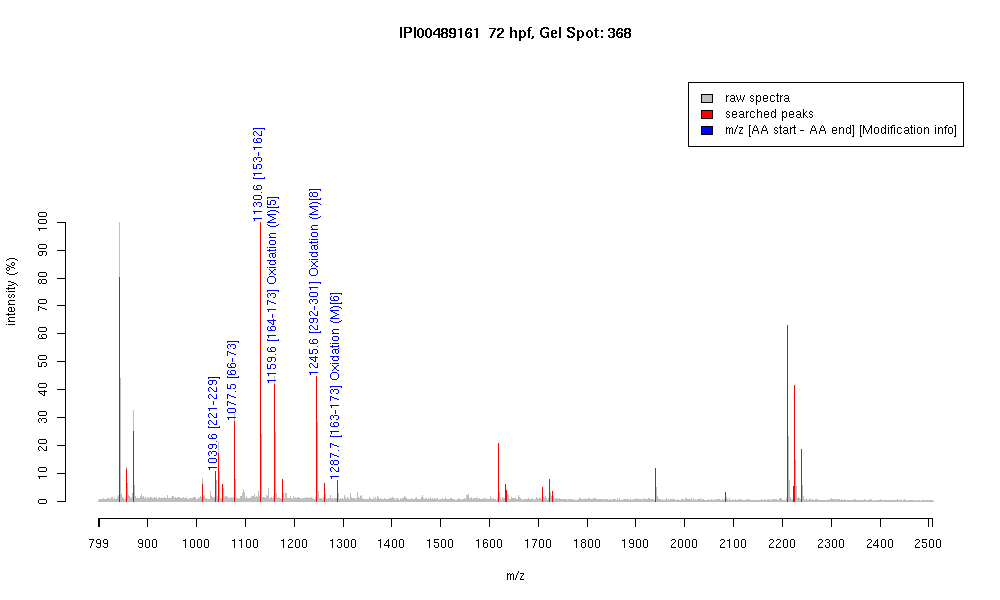 IPI00489161 72 hpf, Gel Spot: 368
raw spectra
searched peaks
m/z [AA start - AA end] [Modification info]
intensity (%)
100
90
80
70
60
50
40
30
20
10
0
1039.6 [221-229]
1077.5 [66-73]
1130.6 [153-162]
1159.6 [164-173] Oxidation (M)[5]
1245.6 [292-301] Oxidation (M)[8]
1287.7 [163-173] Oxidation (M)[6]
799 900 1000 1100 1200 1300 1400 1500 1600 1700 1800 1900 2000 2100 2200 2300 2400 2500
m/z